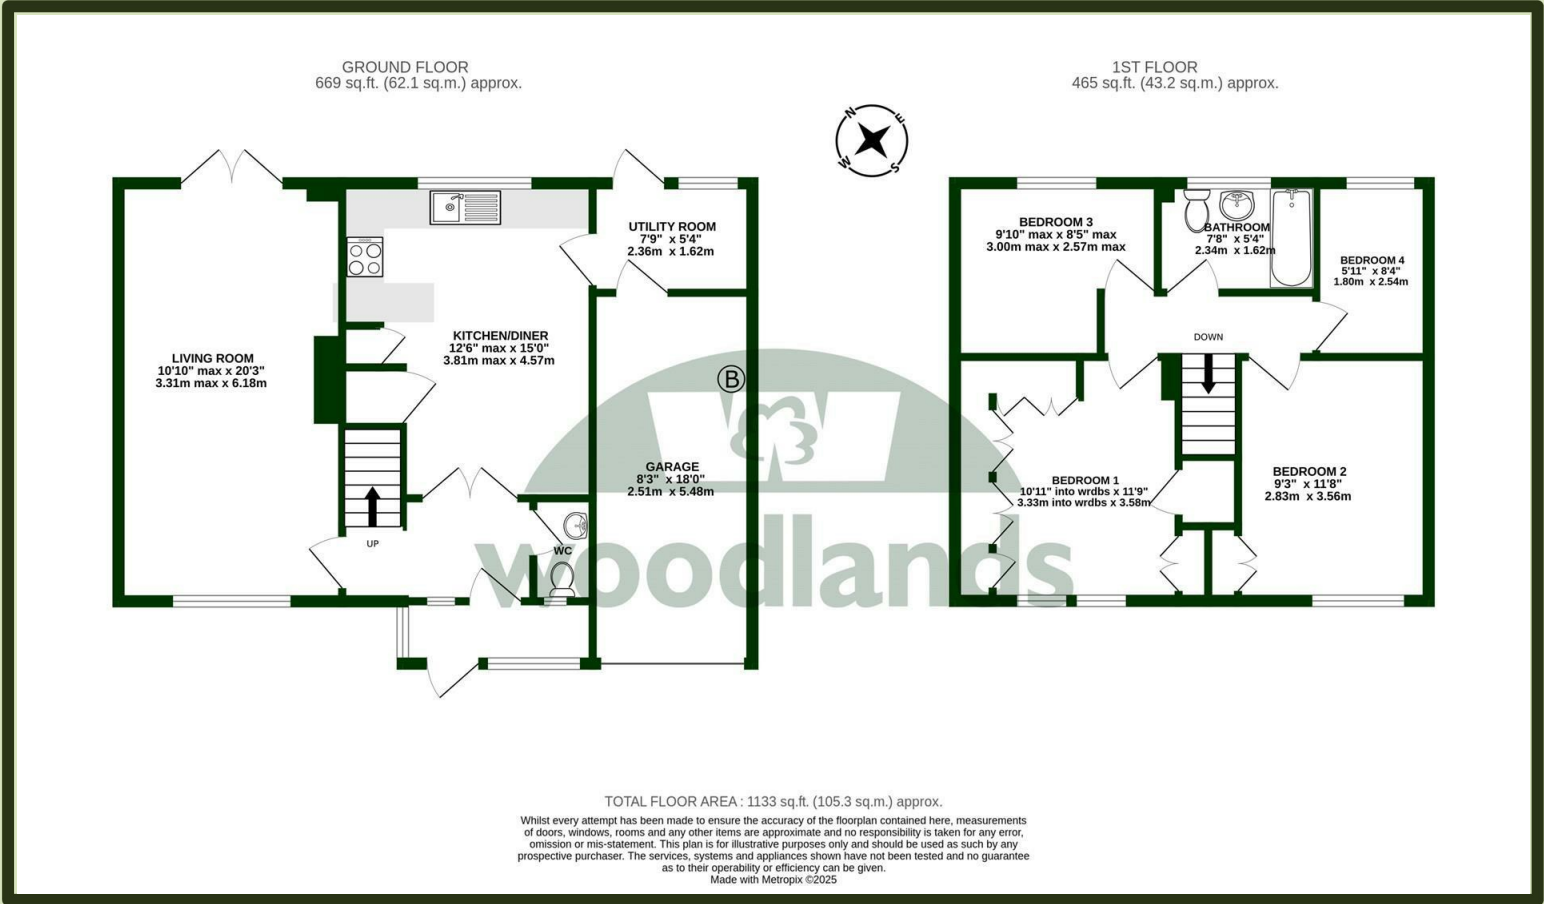 GROUND FLOOR
669 sq.ft. (62.1 sq.m.) approx.
1ST FLOOR
465 sq.ft. (43.2 sq.m.) approx.
N
E
W
S
UTILITY ROOM
7'9" x 5'4"
2.36m x 1.62m
KITCHEN/DINER
12'6" max x 15'0"
3.81m max x 4.57m
LIVING ROOM
10'10" max x 20'3"
3.31m max x 6.18m
B
GARAGE
8'3" x 18'0"
2.51m x 5.48m
UP
WC
BEDROOM 3
9'10" max x 8'5" max
3.00m max x 2.57m max
BATHROOM
7'8" x 5'4"
2.34m x 1.62m
BEDROOM 4
5'11" x 8'4"
1.80m x 2.54m
DOWN
BEDROOM 1
10'11" into wrdbs x 11'9"
3.33m into wrdbs x 3.58m
BEDROOM 2
9'3" x 11'8"
2.83m x 3.56m
woodlands
TOTAL FLOOR AREA : 1133 sq.ft. (105.3 sq.m.) approx.
Whilst every attempt has been made to ensure the accuracy of the floorplan contained here, measurements
of doors, windows, rooms and any other items are approximate and no responsibility is taken for any error,
omission or mis-statement. This plan is for illustrative purposes only and should be used as such by any
prospective purchaser. The services, systems and appliances shown have not been tested and no guarantee
as to their operability or efficiency can be given.
Made with Metropix ©2025